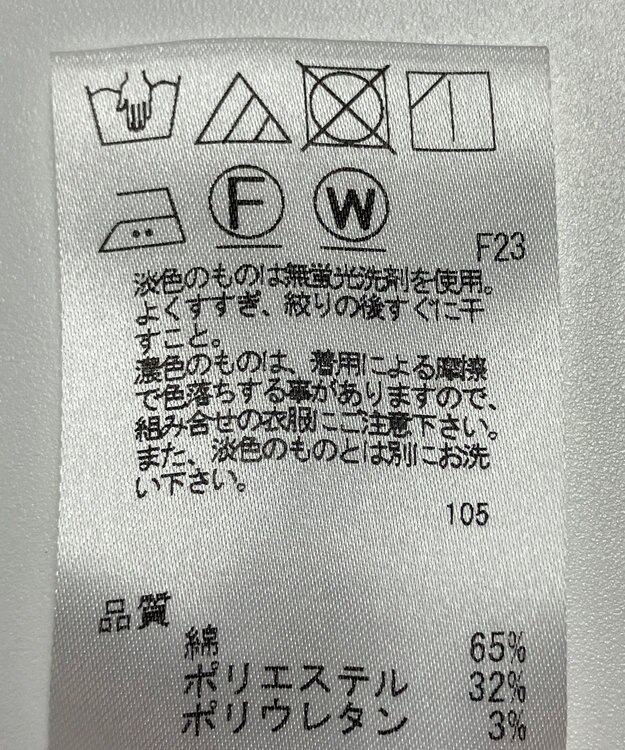 F
W
F23
淡色のものは無蛍光洗剤を使用。
よくすすぎ、絞りの後すぐに干
すこと。
濃色のものは、着用による摩擦
で色落ちする事がありますので、
組み合せの衣服にご注意下さい。
また、淡色のものとは別にお洗
い下さい。
105
品質
綿 65%
ポリエステル 32%
ポリウレタン 3%